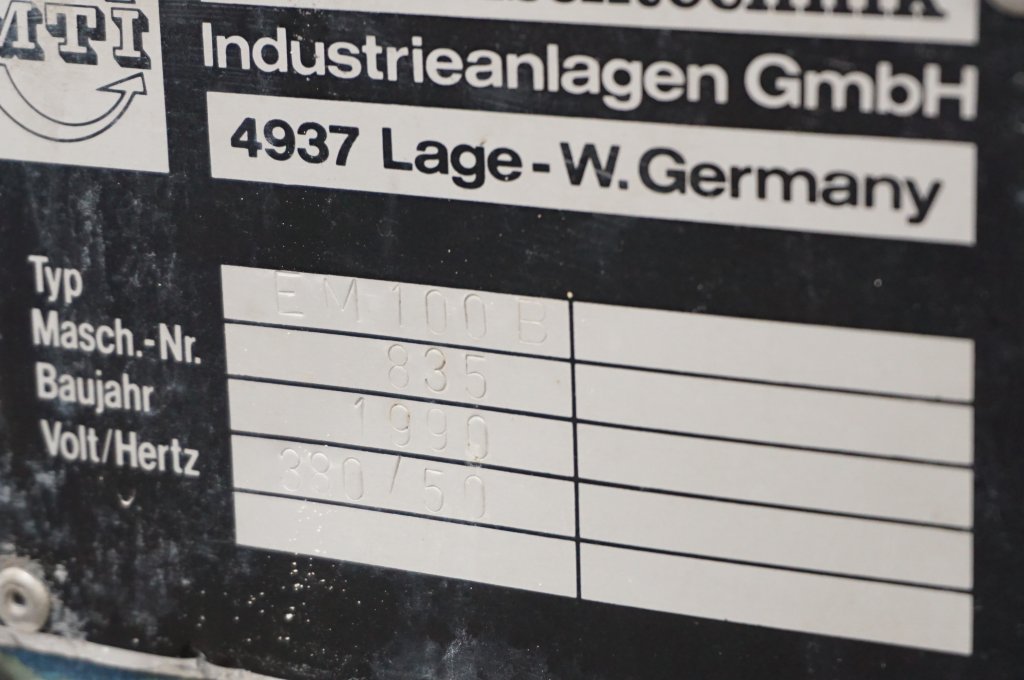 MTI
Industrieanlagen GmbH
4937 Lage - W. Germany
Typ EM 100 B
Masch.-Nr. 835
Baujahr 1990
Volt/Hertz 380/50